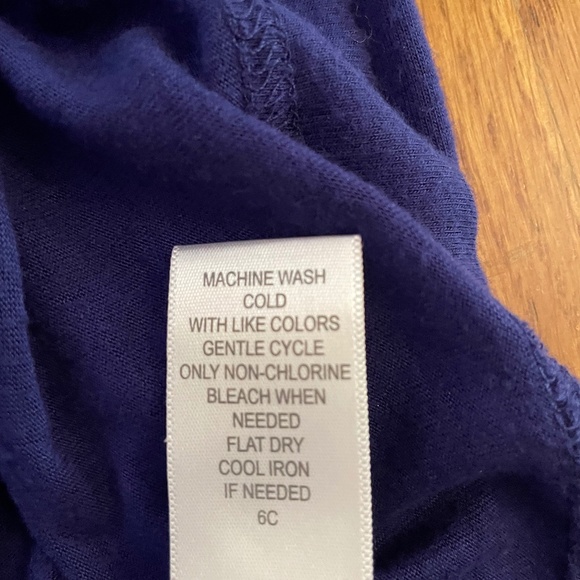 MACHINE WASH
COLD
WITH LIKE COLORS
GENTLE CYCLE
ONLY NON-CHLORINE
BLEACH WHEN
NEEDED
FLAT DRY
COOL IRON
IF NEEDED
6C